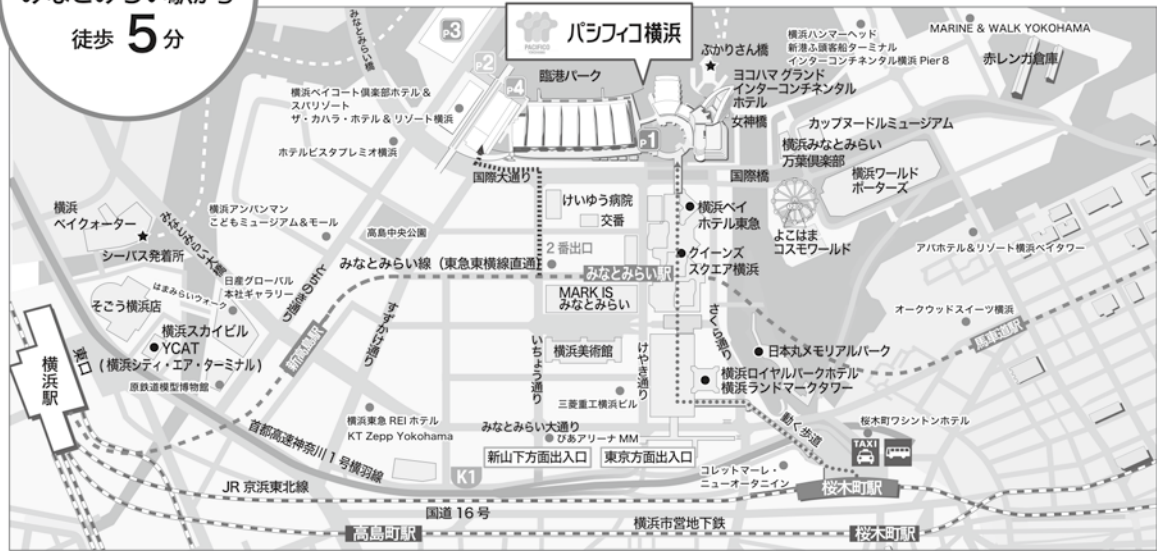 徒歩 5 分
みなとみらい橋
P3
P2
P4
PACIFICO
パシフィコ横浜
臨港パーク
ぷかりさん橋
横浜ハンマーヘッド
新港ふ頭客船ターミナル
インターコンチネンタル横浜 Pier 8
MARINE & WALK YOKOHAMA
赤レンガ倉庫
ヨコハマ グランド
インターコンチネンタル
ホテル
横浜ベイコート倶楽部ホテル &
スパリゾート
ザ・カハラ・ホテル & リゾート横浜
ホテルビスタプレミオ横浜
P1
女神橋
カップヌードルミュージアム
横浜みなとみらい
万葉倶楽部
横浜ワールド
ポーターズ
国際大通り
国際橋
けいゆう病院
交番
横浜ベイ
ホテル東急
よこはま
コスモワールド
横浜
ベイクォーター
シーバス発着所
みなとみらい大橋
横浜アンパンマン
こどもミュージアム&モール
高島中央公園
2 番出口
クイーンズ
スクエア横浜
アパホテル&リゾート横浜ベイタワー
みなとみらい線（東急東横線直通）
みなとみらい駅
MARK IS
みなとみらい
日産グローバル
本社ギャラリー
はまみらいウォーク
とちのき通り
すずかけ通り
そごう横浜店
横浜スカイビル
YCAT
( 横浜シティ・エア・ターミナル )
原鉄道模型博物館
新高島駅
東口
横浜駅
いちょう通り
横浜美術館
けやき通り
さくら通り
オークウッドスイーツ横浜
馬車道駅
日本丸メモリアルパーク
横浜ロイヤルパークホテル
横浜ランドマークタワー
三菱重工横浜ビル
横浜東急 REI ホテル
KT Zepp Yokohama
みなとみらい大通り
ぴあアリーナ MM
動く歩道
桜木町ワシントンホテル
TAXI
首都高速神奈川 1 号横羽線
K1
新山下方面出入口
東京方面出入口
コレットマーレ・
ニューオータニイン
桜木町駅
JR 京浜東北線
国道 16 号
高島町駅
横浜市営地下鉄
桜木町駅